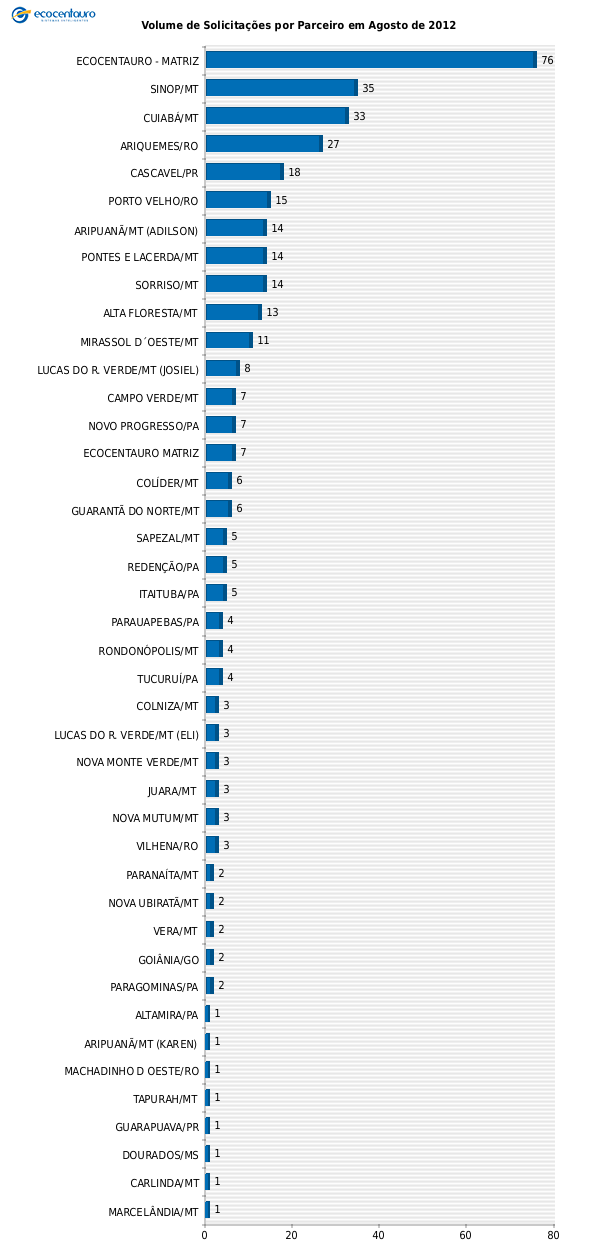 ecocentauro
Volume de Solicitações por Parceiro em Agosto de 2012
ECOCENTAURO - MATRIZ 76
SINOP/MT 35
CUIABÁ/MT 33
ARIQUEMES/RO 27
CASCAVEL/PR 18
PORTO VELHO/RO 15
ARIPUANÃ/MT (ADILSON) 14
PONTES E LACERDA/MT 14
SORRISO/MT 14
ALTA FLORESTA/MT 13
MIRASSOL D´OESTE/MT 11
LUCAS DO R. VERDE/MT (JOSIEL) 8
CAMPO VERDE/MT 7
NOVO PROGRESSO/PA 7
ECOCENTAURO MATRIZ 7
COLÍDER/MT 6
GUARANTÃ DO NORTE/MT 6
SAPEZAL/MT 5
REDENÇÃO/PA 5
ITAITUBA/PA 5
PARAUAPEBAS/PA 4
RONDONÓPOLIS/MT 4
TUCURUÍ/PA 4
COLNIZA/MT 3
LUCAS DO R. VERDE/MT (ELI) 3
NOVA MONTE VERDE/MT 3
JUARA/MT 3
NOVA MUTUM/MT 3
VILHENA/RO 3
PARANAÍTA/MT 2
NOVA UBIRATÃ/MT 2
VERA/MT 2
GOIÂNIA/GO 2
PARAGOMINAS/PA 2
ALTAMIRA/PA 1
ARIPUANÃ/MT (KAREN) 1
MACHADINHO D OESTE/RO 1
TAPURAH/MT 1
GUARAPUAVA/PR 1
DOURADOS/MS 1
CARLINDA/MT 1
MARCELÂNDIA/MT 1
0 20 40 60 80